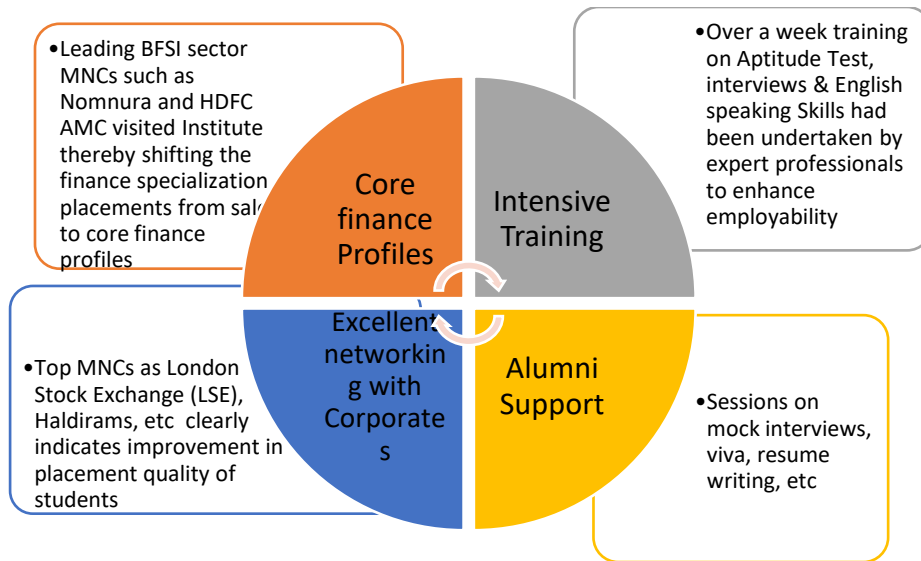 •Leading BFSI sector
MNCs such as
Nomnura and HDFC
AMC visited Institute
thereby shifting the
finance specialization
placements from sale
to core finance
profiles
Core
finance
Profiles
Intensive
Training
•Over a week training
on Aptitude Test,
interviews & English
speaking Skills had
been undertaken by
expert professionals
to enhance
employability
•Top MNCs as London
Stock Exchange (LSE),
Haldirams, etc clearly
indicates improvement in
placement quality of
students
Excellent
networkin
g with
Corporate
s
Alumni
Support
•Sessions on
mock interviews,
viva, resume
writing, etc